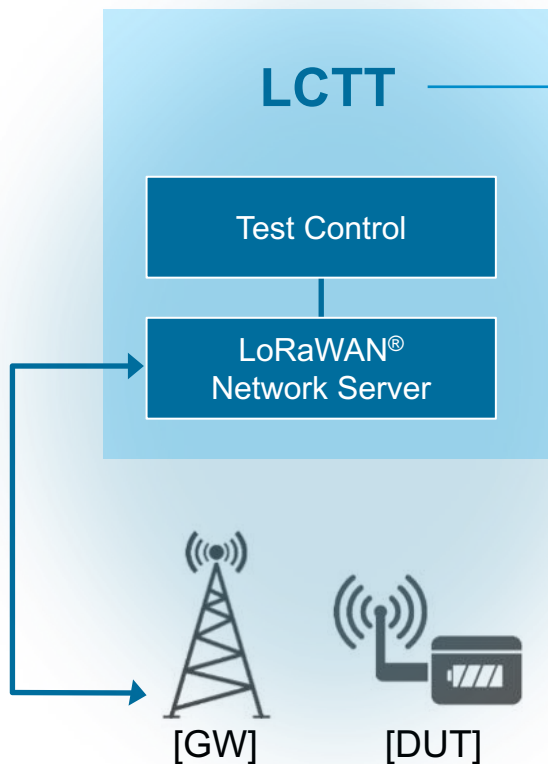 LCTT
Test Control
LoRaWAN®
Network Server
[GW]
[DUT]